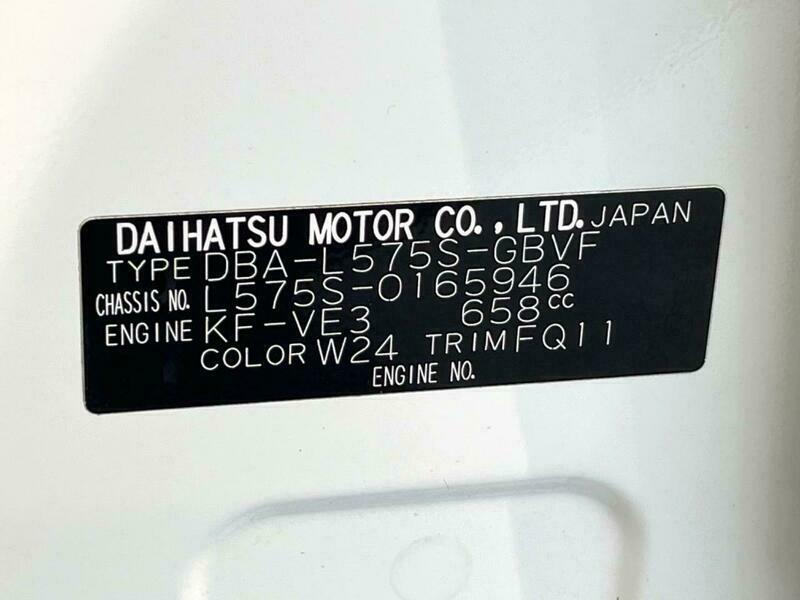 DAIHATSU MOTOR CO., LTD. JAPAN
TYPE DBA-L575S-GBVF
CHASSIS NO. L575S-0165946
ENGINE KF-VE3 658cc
COLOR W24 TRIM FQ11
ENGINE NO.